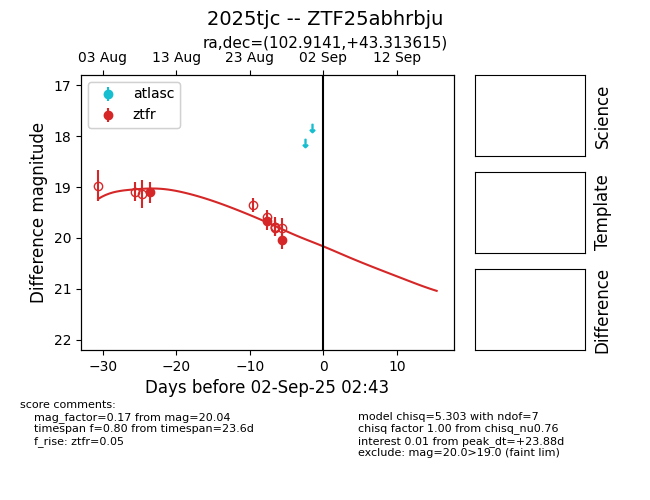 2025tjc -- ZTF25abhrbju
ra,dec=(102.9141,+43.313615)
03 Aug 13 Aug 23 Aug 02 Sep 12 Sep
atlasc
ztfr
17
18
19
20
21
22
Difference magnitude
−30 −20 −10 0 10
Days before 02-Sep-25 02:43
Science
Template
Difference
score comments:
mag_factor=0.17 from mag=20.04
timespan f=0.80 from timespan=23.6d
f_rise: ztfr=0.05
model chisq=5.303 with ndof=7
chisq factor 1.00 from chisq_nu0.76
interest 0.01 from peak_dt=+23.88d
exclude: mag=20.0>19.0 (faint lim)